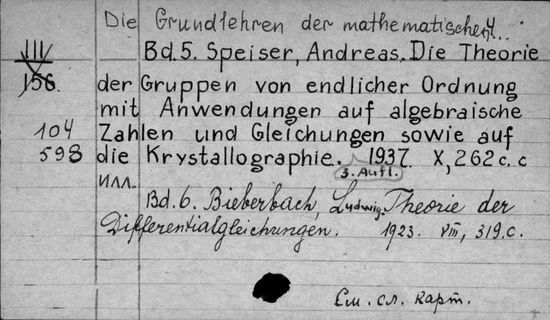 Die Grundlehren der mathematischen..
III Bd.5. Speiser, Andreas. Die Theorie
156. der Gruppen von endlicher Ordnung
mit Anwendungen auf algebraische
104 Zahlen und Gleichungen sowie auf
598 die Krystallographie. 1937. X, 262 c. c
3. Aufl.
илл.
Bd. 6. Bieberbach, Ludwig. Theorie der
Differentialgleichungen. 1923. VIII, 319.c.
См. сл. карт.